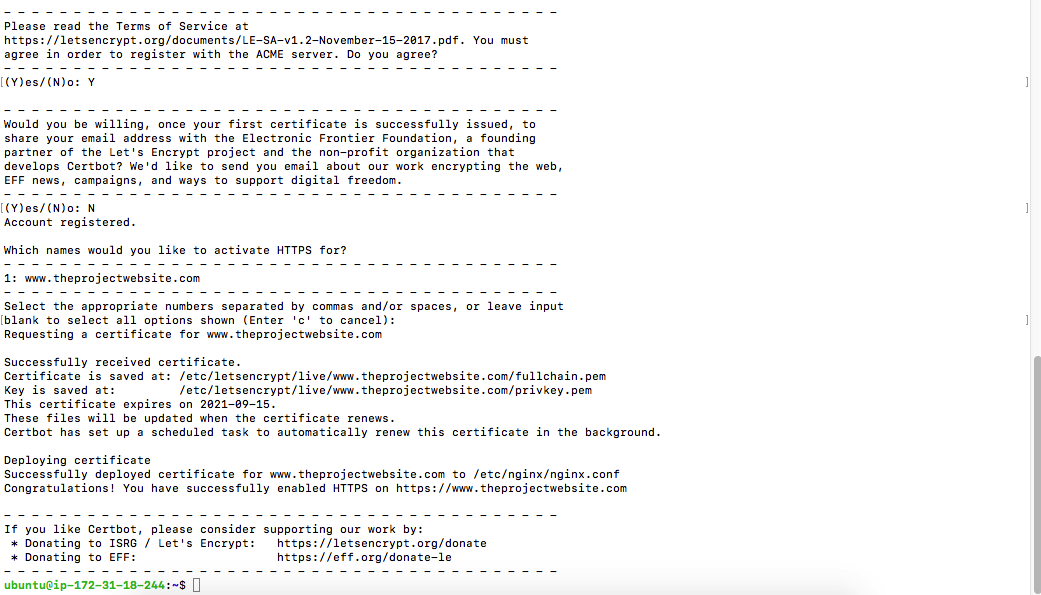 - - - - - - - - - - - - - - - - - - - - - - - - - - - - - - - - - - - - - - - -
Please read the Terms of Service at
https://letsencrypt.org/documents/LE-SA-v1.2-November-15-2017.pdf. You must
agree in order to register with the ACME server. Do you agree?
- - - - - - - - - - - - - - - - - - - - - - - - - - - - - - - - - - - - - - - -
[(Y)es/(N)o: Y ]
- - - - - - - - - - - - - - - - - - - - - - - - - - - - - - - - - - - - - - - -
Would you be willing, once your first certificate is successfully issued, to
share your email address with the Electronic Frontier Foundation, a founding
partner of the Let's Encrypt project and the non-profit organization that
develops Certbot? We'd like to send you email about our work encrypting the web,
EFF news, campaigns, and ways to support digital freedom.
- - - - - - - - - - - - - - - - - - - - - - - - - - - - - - - - - - - - - - - -
[(Y)es/(N)o: N ]
Account registered.
Which names would you like to activate HTTPS for?
- - - - - - - - - - - - - - - - - - - - - - - - - - - - - - - - - - - - - - - -
1: www.theprojectwebsite.com
- - - - - - - - - - - - - - - - - - - - - - - - - - - - - - - - - - - - - - - -
Select the appropriate numbers separated by commas and/or spaces, or leave input
[blank to select all options shown (Enter 'c' to cancel): ]
Requesting a certificate for www.theprojectwebsite.com
Successfully received certificate.
Certificate is saved at: /etc/letsencrypt/live/www.theprojectwebsite.com/fullchain.pem
Key is saved at:         /etc/letsencrypt/live/www.theprojectwebsite.com/privkey.pem
This certificate expires on 2021-09-15.
These files will be updated when the certificate renews.
Certbot has set up a scheduled task to automatically renew this certificate in the background.
Deploying certificate
Successfully deployed certificate for www.theprojectwebsite.com to /etc/nginx/nginx.conf
Congratulations! You have successfully enabled HTTPS on https://www.theprojectwebsite.com
- - - - - - - - - - - - - - - - - - - - - - - - - - - - - - - - - - - - - - - -
If you like Certbot, please consider supporting our work by:
 * Donating to ISRG / Let's Encrypt:   https://letsencrypt.org/donate
 * Donating to EFF:                    https://eff.org/donate-le
- - - - - - - - - - - - - - - - - - - - - - - - - - - - - - - - - - - - - - - -
ubuntu@ip-172-31-18-244:~$